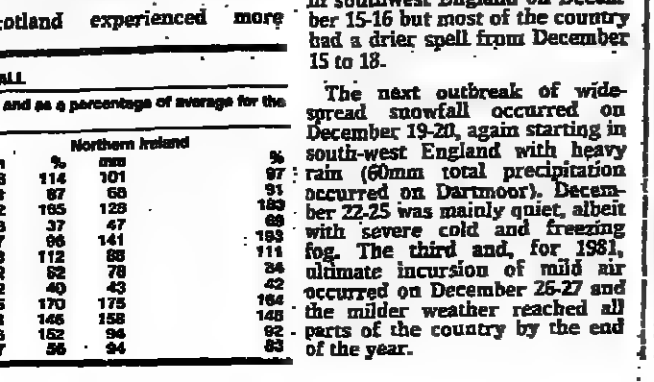 cotland experienced more
ALL
and as a percentage of average for the
Northern Ireland
% mm %
114 101 97
87 68 91
195 129 183
37 47 69
96 141 193
112 88 111
82 78 84
40 43 42
170 175 164
146 158 145
152 94 92
56 94 83
in southwest England on Decem-
ber 15-16 but most of the country
had a drier spell from December
15 to 18.
The next outbreak of wide-
spread snowfall occurred on
December 19-20, again starting in
south-west England with heavy
rain (60mm total precipitation
occurred on Dartmoor). Decem-
ber 22-25 was mainly quiet, albeit
with severe cold and freezing
fog. The third and, for 1981,
ultimate incursion of mild air
occurred on December 26-27 and
the milder weather reached all
parts of the country by the end
of the year.